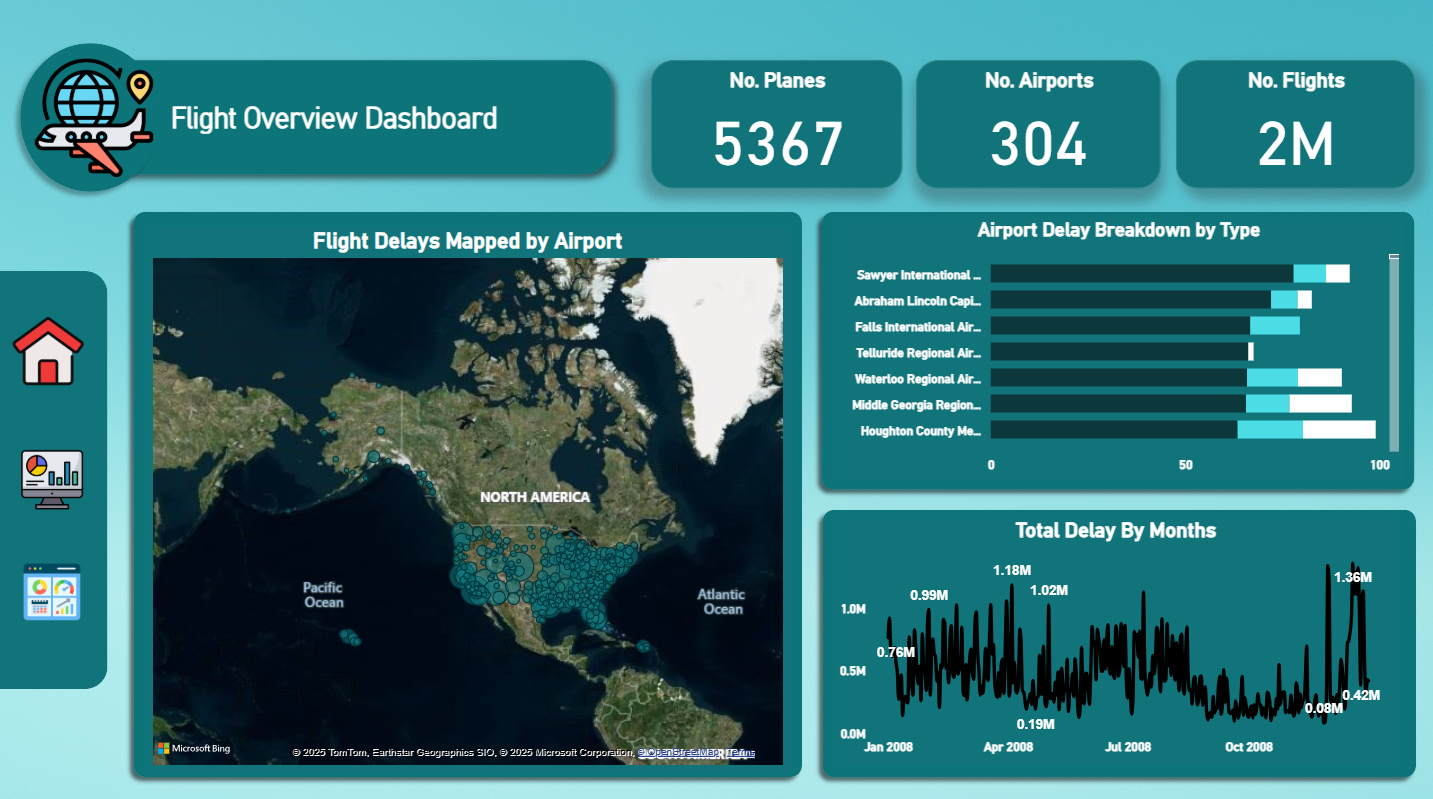 Flight Overview Dashboard
No. Planes
5367
No. Airports
304
No. Flights
2M
Flight Delays Mapped by Airport
NORTH AMERICA
Pacific
Ocean
Atlantic
Ocean
Microsoft Bing
© 2025 TomTom, Earthstar Geographics SIO, © 2025 Microsoft Corporation, © OpenStreetMap Terms
Airport Delay Breakdown by Type
Sawyer International ...
Abraham Lincoln Capi...
Falls International Air...
Telluride Regional Air...
Waterloo Regional Air...
Middle Georgia Region...
Houghton County Me...
0 50 100
Total Delay By Months
1.0M
0.5M
0.0M
0.76M
0.99M
1.18M
1.02M
0.19M
1.36M
0.08M
0.42M
Jan 2008 Apr 2008 Jul 2008 Oct 2008